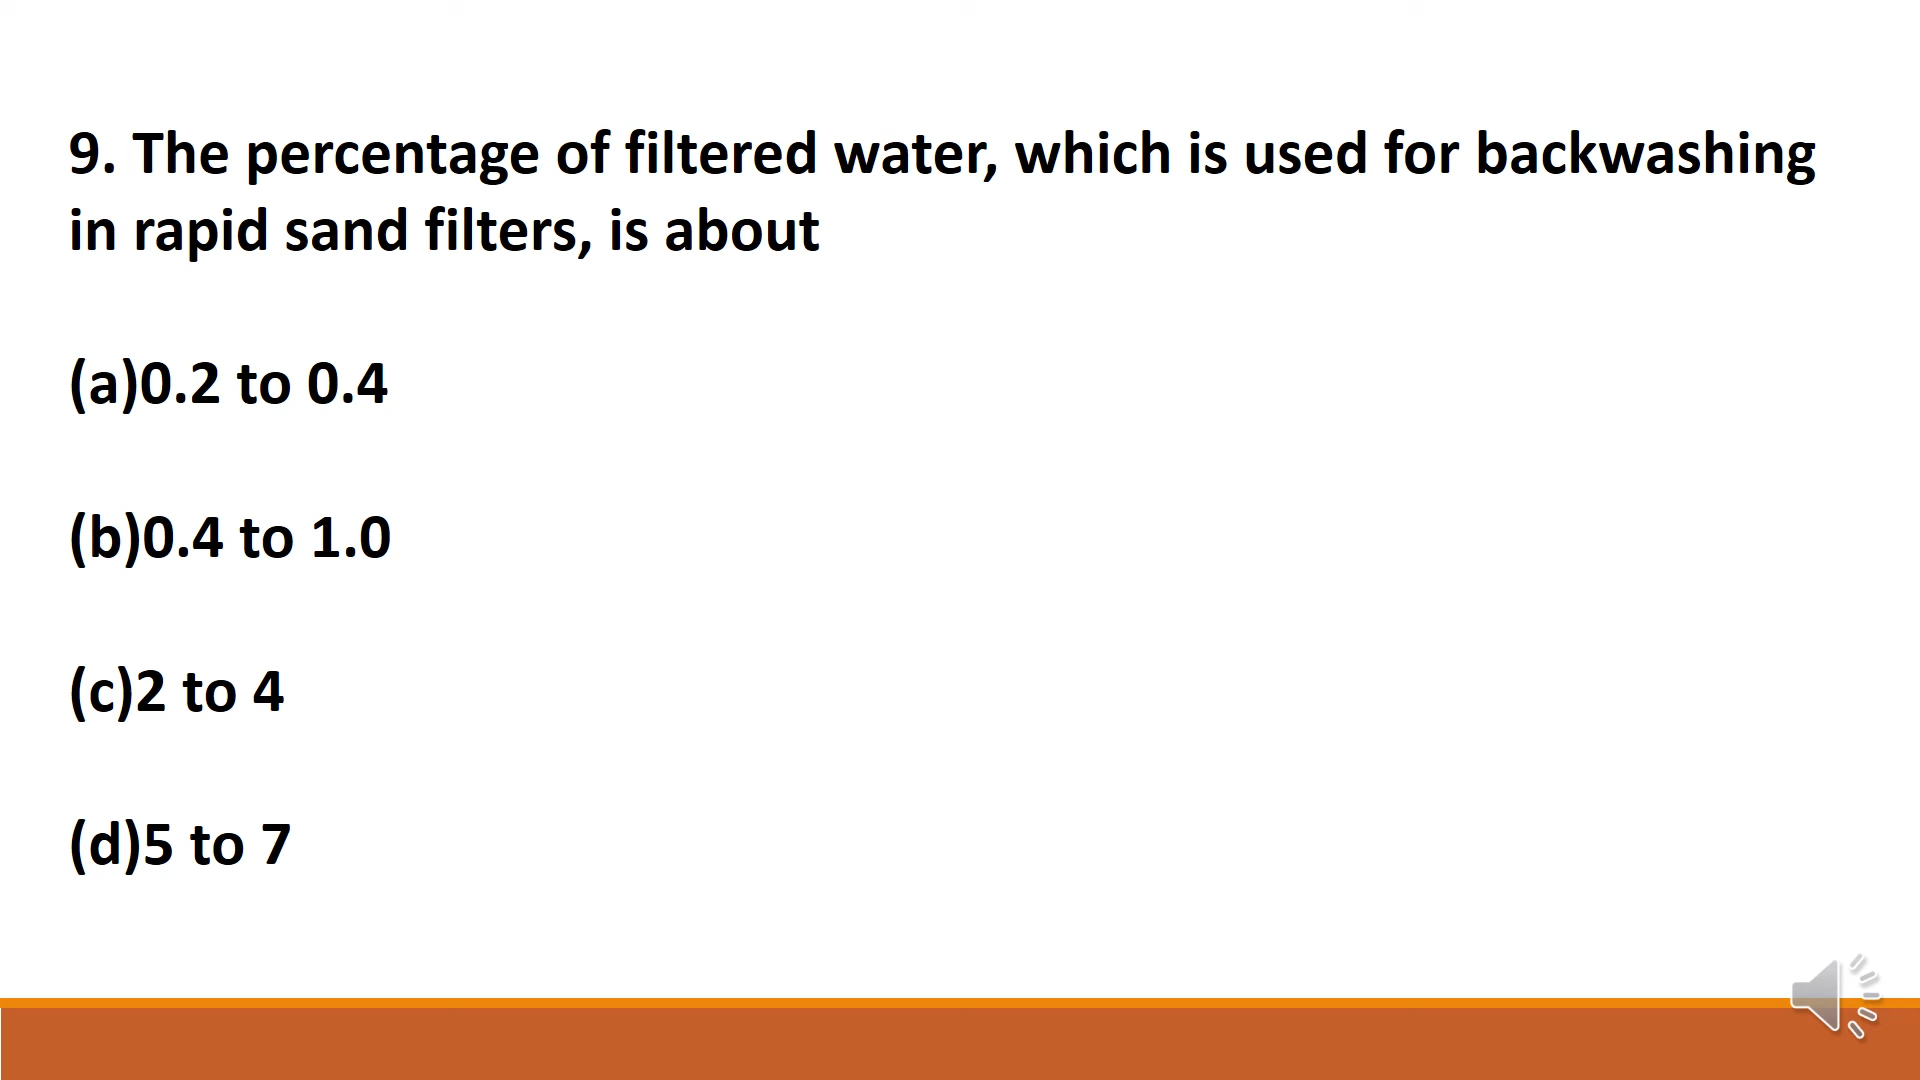 9. The percentage of filtered water, which is used for backwashing
in rapid sand filters, is about
(a)0.2 to 0.4
(b)0.4 to 1.0
(c)2 to 4
(d)5 to 7